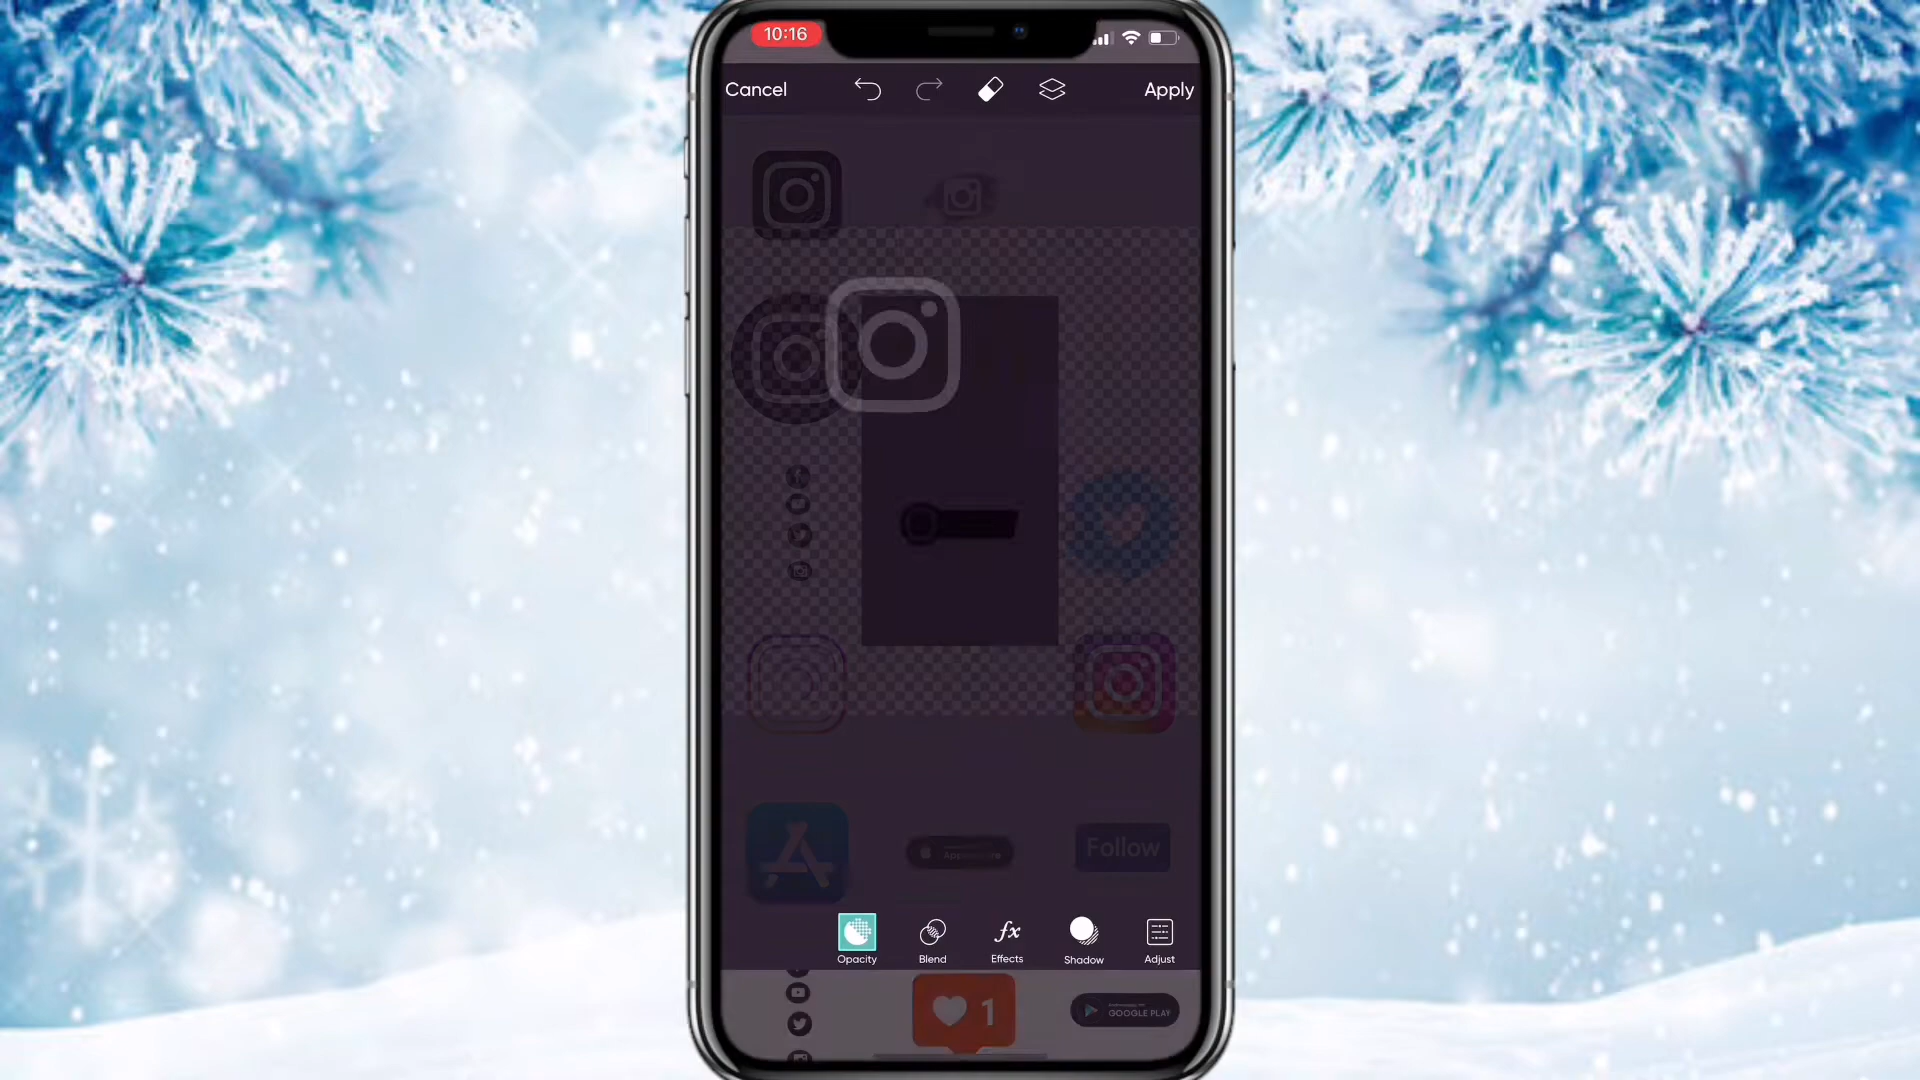 10:16
Cancel
Apply
Follow
Opacity
Blend
Effects
Shadow
Adjust
1
GOOGLE PLAY